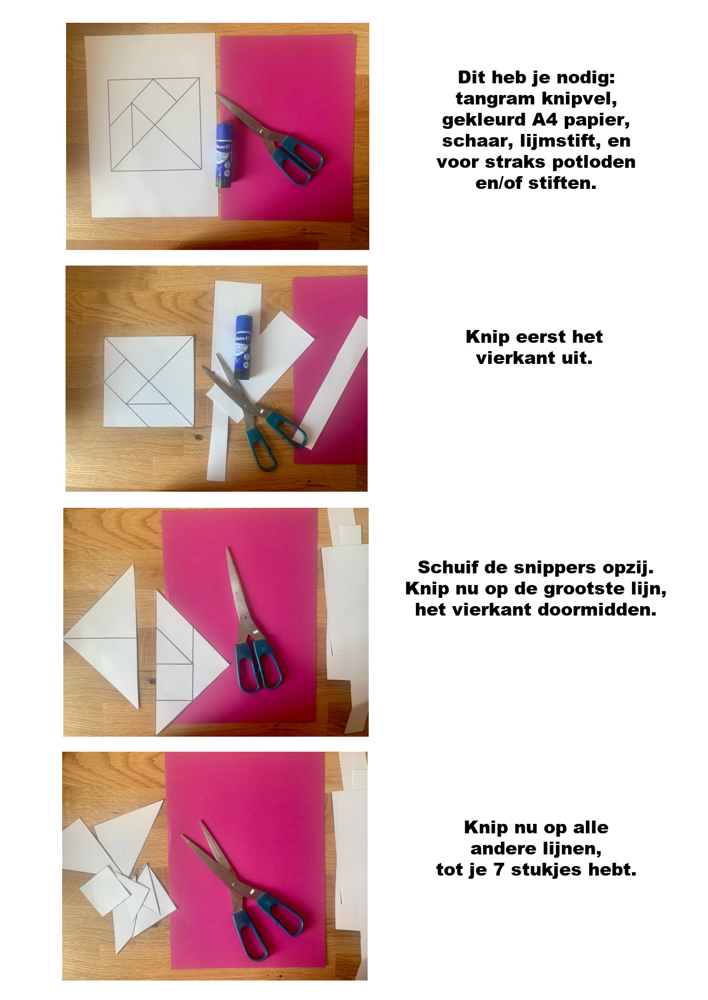 Dit heb je nodig:
tangram knipvel,
gekleurd A4 papier,
schaar, lijmstift, en
voor straks potloden
en/of stiften.
Knip eerst het
vierkant uit.
Schuif de snippers opzij.
Knip nu op de grootste lijn,
het vierkant doormidden.
Knip nu op alle
andere lijnen,
tot je 7 stukjes hebt.